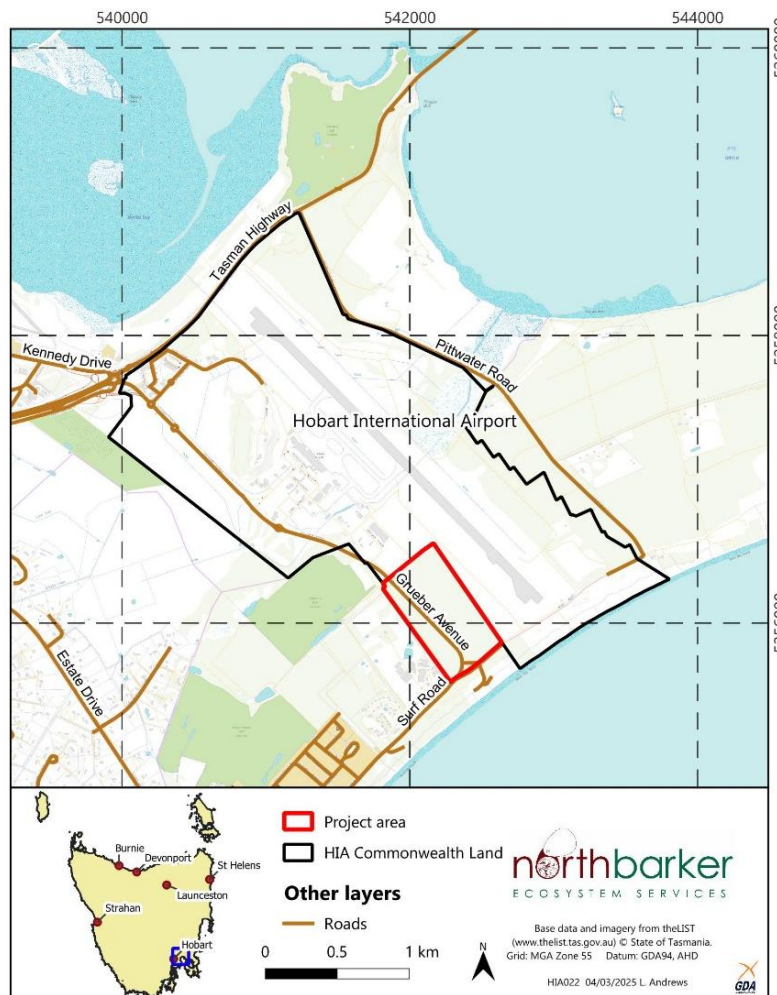 540000
542000
544000
Tasman Highway
Kennedy Drive
Pittwater Road
Hobart International Airport
Grueber Avenue
Estate Drive
Surf Road
Burnie
Devonport
St Helens
Launceston
Strahan
Hobart
Project area
HIA Commonwealth Land
Other layers
Roads
0 0.5 1 km
N
northbarker
ECOSYSTEM SERVICES
Base data and imagery from theLIST
(www.thelist.tas.gov.au) © State of Tasmania.
Grid: MGA Zone 55 Datum: GDA94, AHD
HIA022 04/03/2025 L. Andrews
GDA